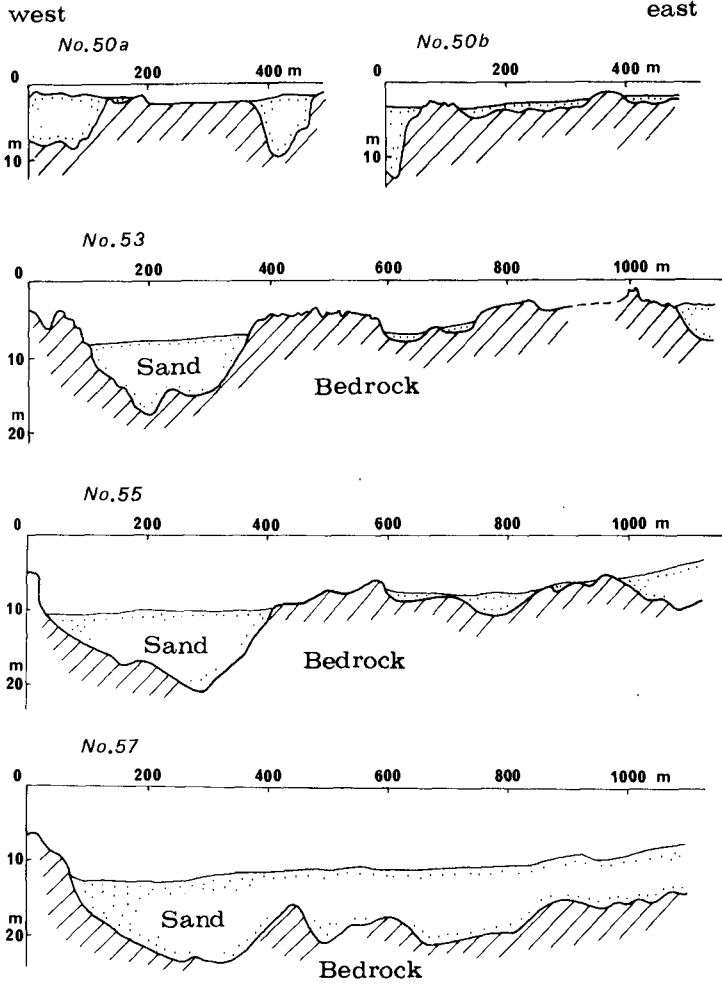 west east
No.50a No.50b
0 200 400 m 0 200 400 m
m m
10 10
No.53
0 200 400 600 800 1000 m
10 Sand
Bedrock
m
20
No.55
0 200 400 600 800 1000 m
10
Sand Bedrock
m
20
No.57
0 200 400 600 800 1000 m
10
m Sand
20
Bedrock